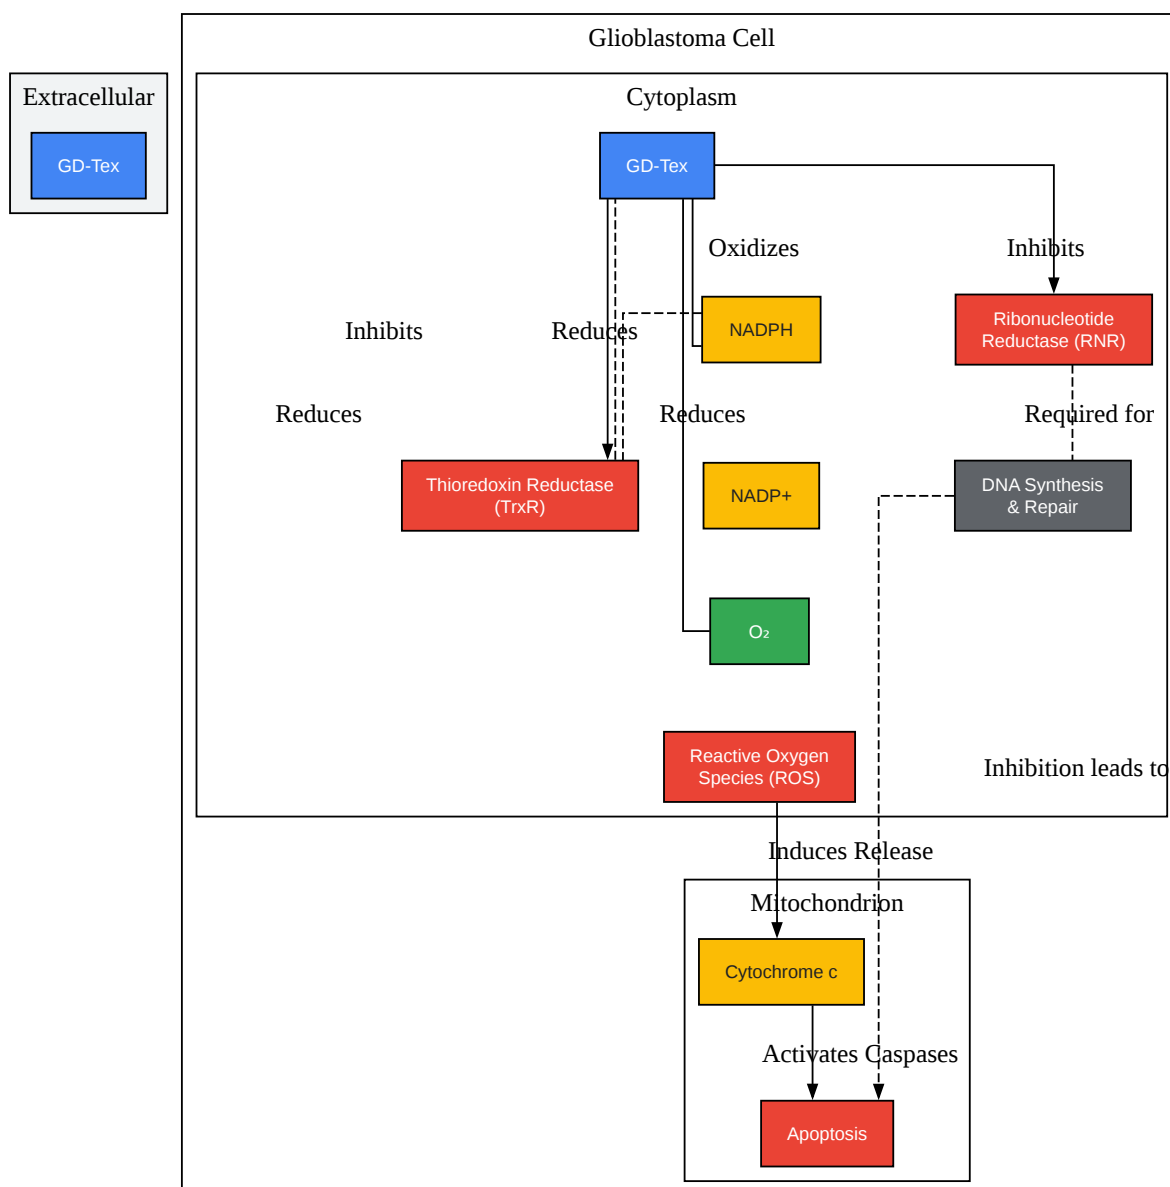 Glioblastoma Cell
Extracellular
Cytoplasm
GD-Tex
GD-Tex
Oxidizes
Inhibits
Inhibits
Reduces
NADPH
Ribonucleotide
Reductase (RNR)
Reduces
Reduces
Required for
Thioredoxin Reductase
(TrxR)
NADP+
DNA Synthesis
& Repair
O₂
Reactive Oxygen
Species (ROS)
Inhibition leads to
Induces Release
Mitochondrion
Cytochrome c
Activates Caspases
Apoptosis